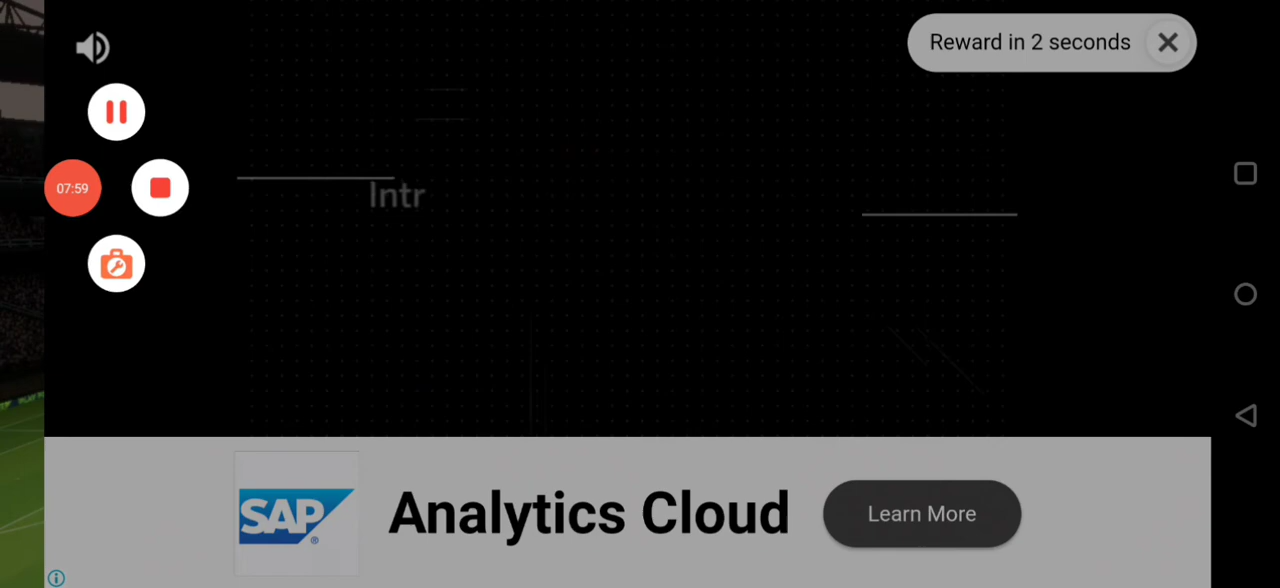 Reward in 2 seconds
07:59
Intr
SAP
Analytics Cloud
Learn More